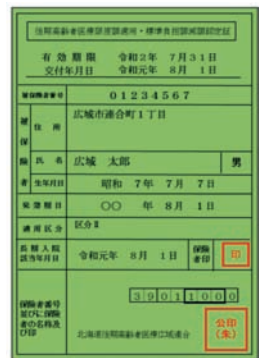 後期高齢者医療限度額適用・標準負担額減額認定証
有効期限 令和2年 7月31日
交付年月日 令和元年 8月 1日
被保険者番号 01234567
被保険者
住所 広域市連合町1丁目
氏名 広域 太郎 男
生年月日 昭和 7年 7月 7日
発効期日 〇〇 年 8月 1日
適用区分 区分Ⅱ
長期入院該当年月日 令和元年 8月 1日 保険者印 印
保険者番号並びに保険者の名称及び印
39011000
北海道後期高齢者医療広域連合
公印(朱)